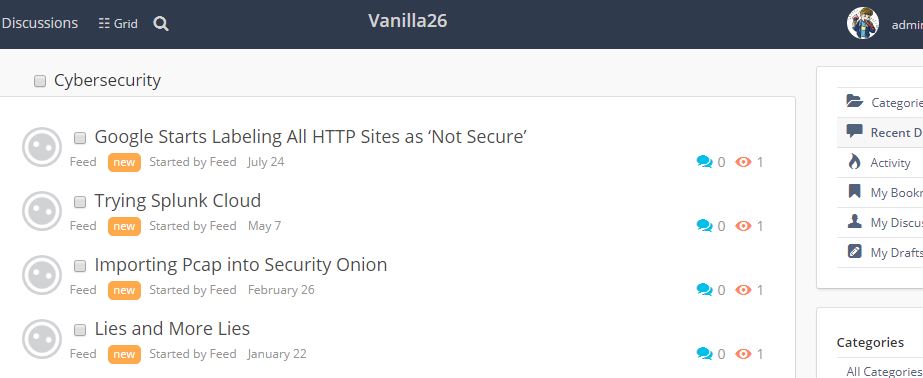 Discussions Grid Vanilla26
Cybersecurity
Google Starts Labeling All HTTP Sites as ‘Not Secure’
Feed new Started by Feed July 24 0 1
Trying Splunk Cloud
Feed new Started by Feed May 7 0 1
Importing Pcap into Security Onion
Feed new Started by Feed February 26 0 1
Lies and More Lies
Feed new Started by Feed January 22 0 1
admin
Categorie
Recent D
Activity
My Bookr
My Discus
My Drafts
Categories
All Categories